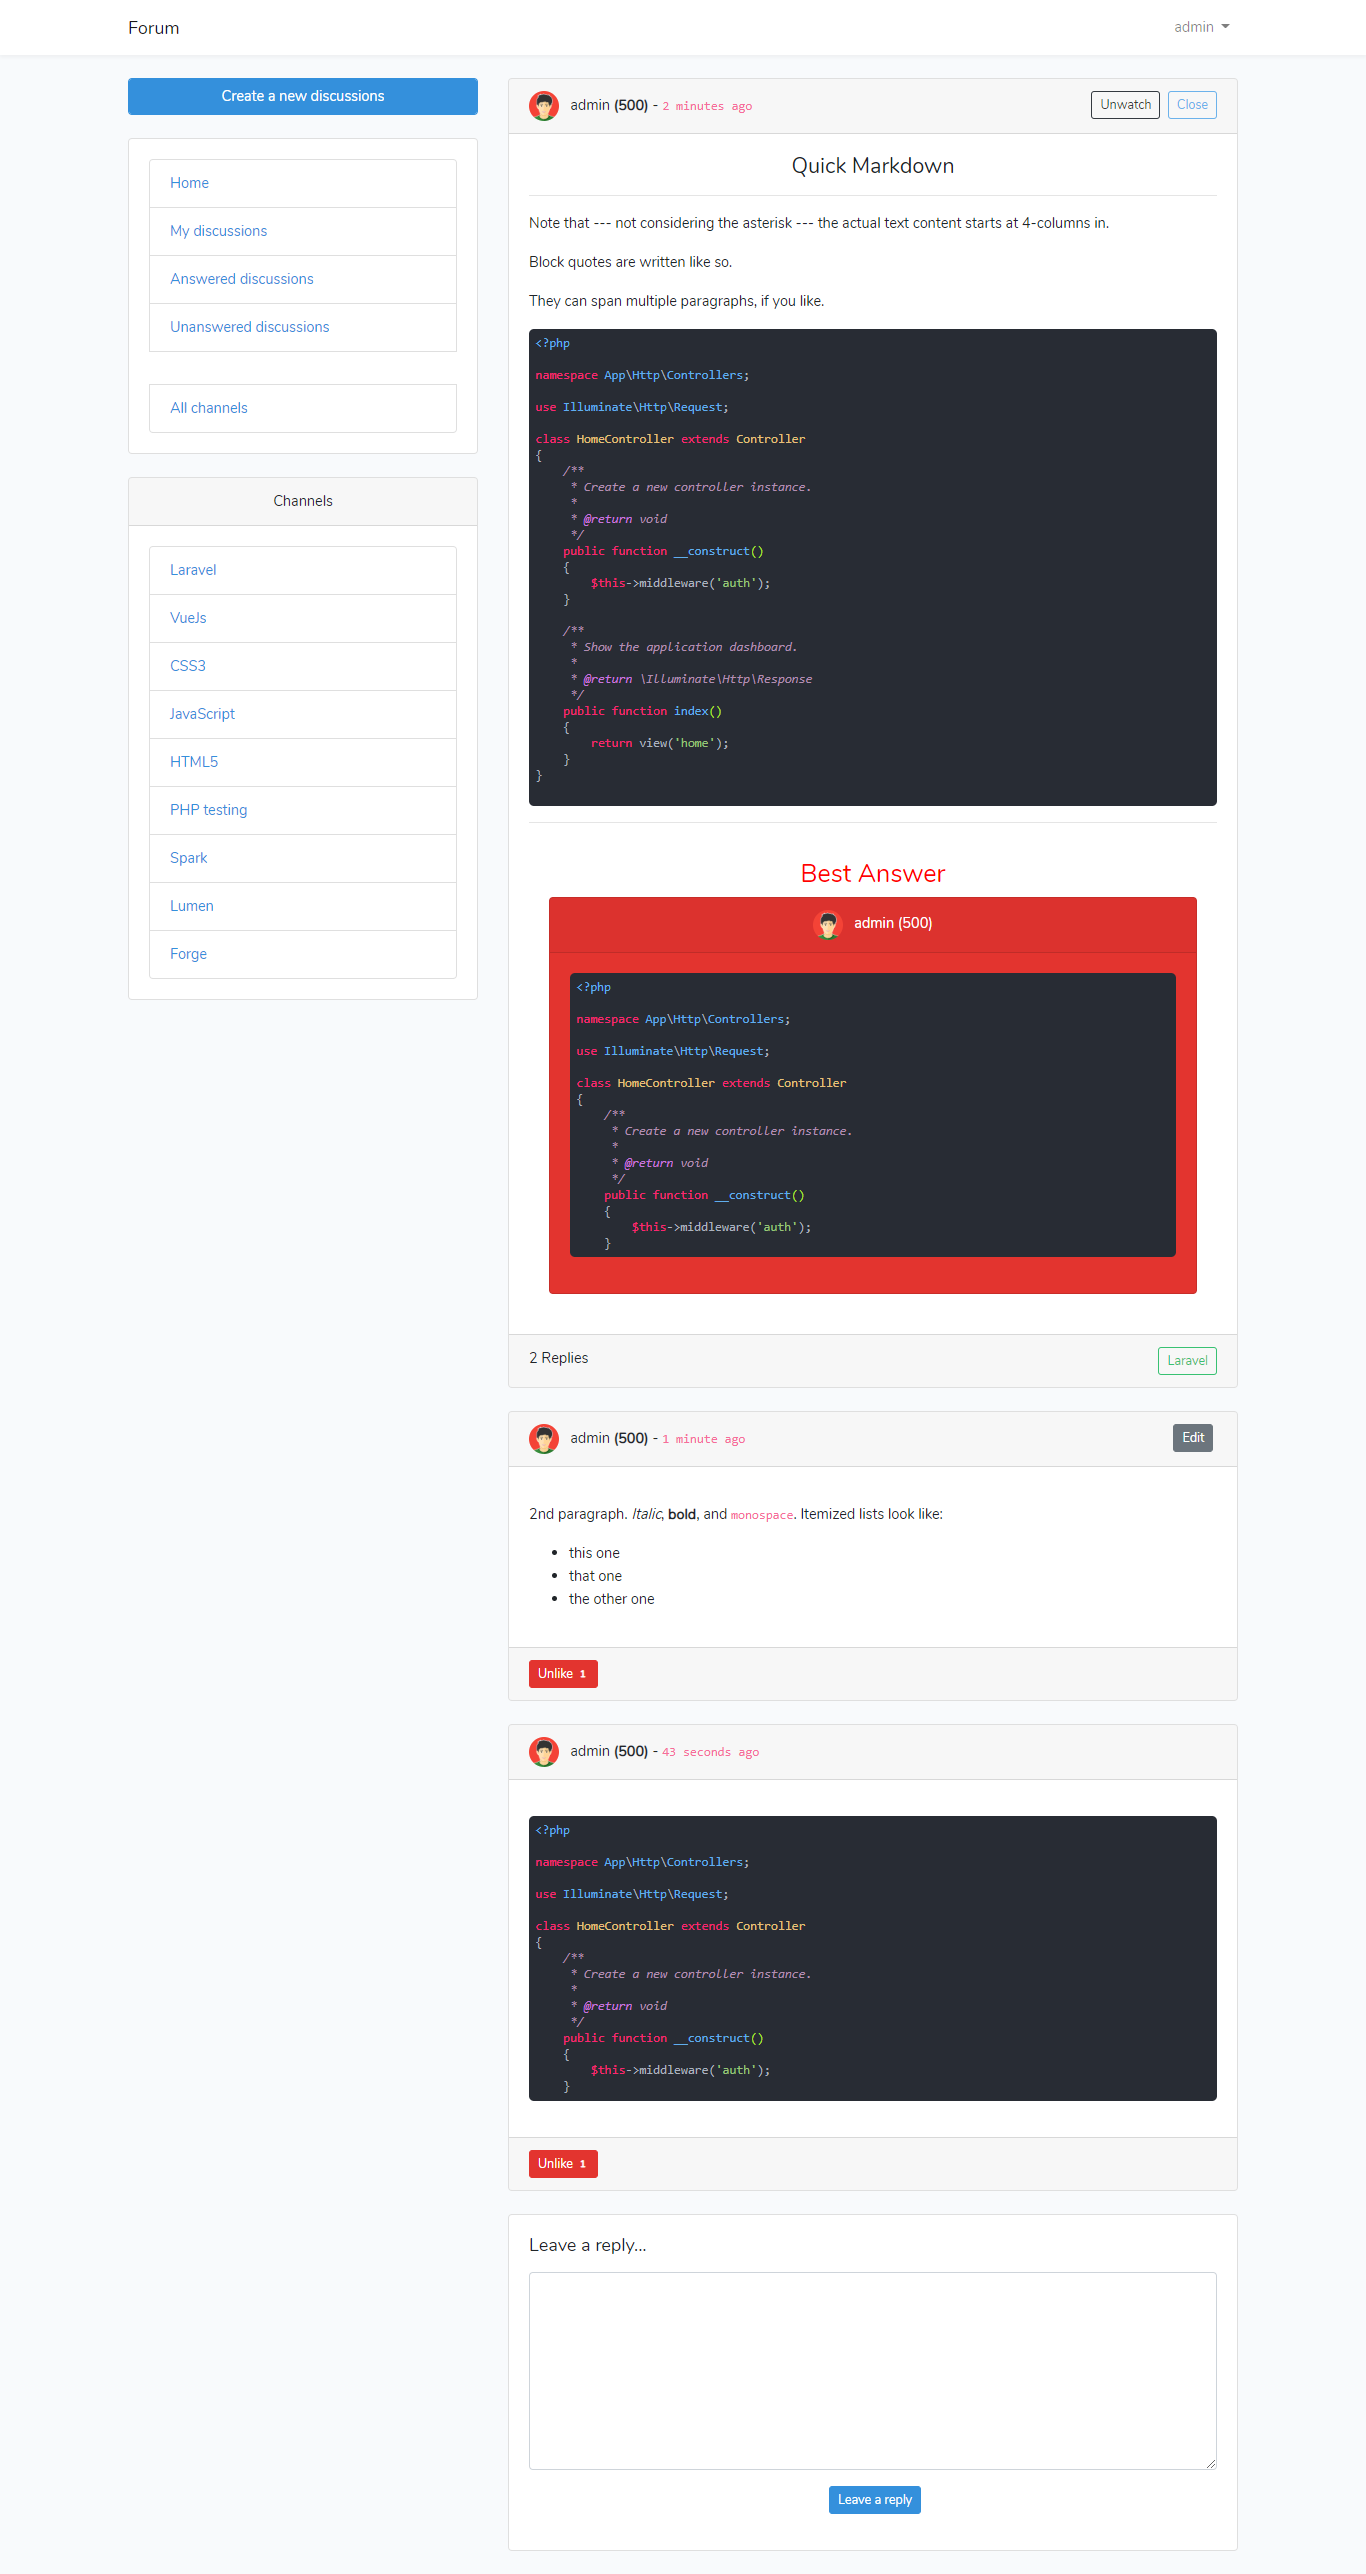 Forum
admin
Create a new discussions
Home
My discussions
Answered discussions
Unanswered discussions
All channels
Channels
Laravel
VueJs
CSS3
JavaScript
HTML5
PHP testing
Spark
Lumen
Forge
admin (500) - 2 minutes ago
Unwatch
Close
Quick Markdown
Note that --- not considering the asterisk --- the actual text content starts at 4-columns in.
Block quotes are written like so.
They can span multiple paragraphs, if you like.
<?php
namespace App\Http\Controllers;
use Illuminate\Http\Request;
class HomeController extends Controller
{
/**
* Create a new controller instance.
*
* @return void
*/
public function __construct()
{
$this->middleware('auth');
}
/**
* Show the application dashboard.
*
* @return \Illuminate\Http\Response
*/
public function index()
{
return view('home');
}
}
Best Answer
admin (500)
<?php
namespace App\Http\Controllers;
use Illuminate\Http\Request;
class HomeController extends Controller
{
/**
* Create a new controller instance.
*
* @return void
*/
public function __construct()
{
$this->middleware('auth');
}
2 Replies
Laravel
admin (500) - 1 minute ago
Edit
2nd paragraph. Italic, bold, and monospace. Itemized lists look like:
• this one
• that one
• the other one
Unlike 1
admin (500) - 43 seconds ago
<?php
namespace App\Http\Controllers;
use Illuminate\Http\Request;
class HomeController extends Controller
{
/**
* Create a new controller instance.
*
* @return void
*/
public function __construct()
{
$this->middleware('auth');
}
Unlike 1
Leave a reply...
Leave a reply